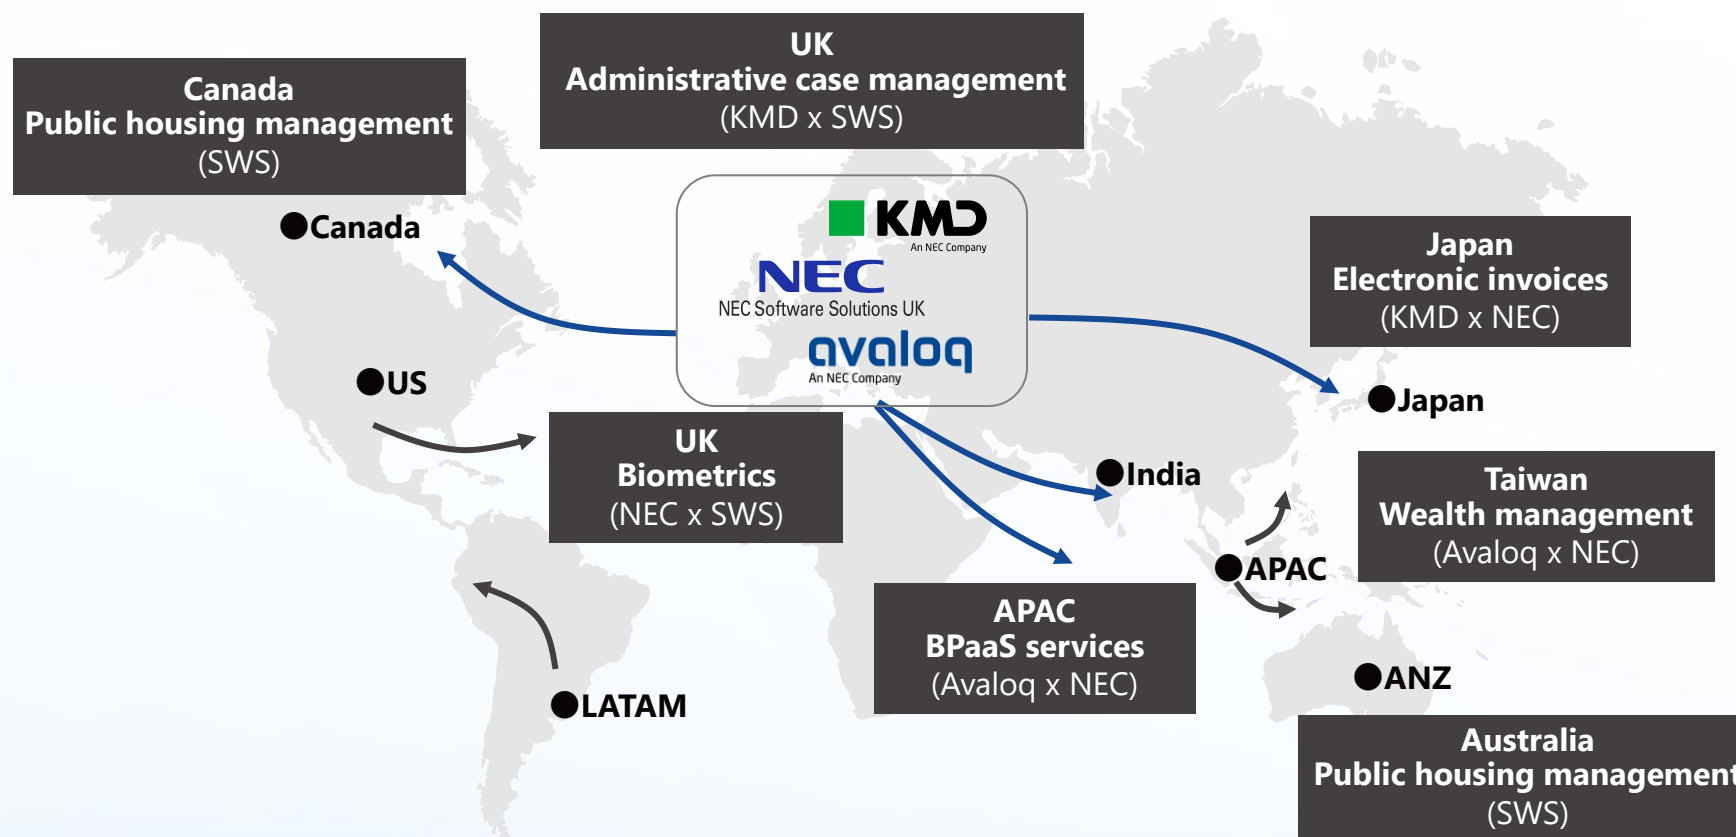 UK
Administrative case management
(KMD x SWS)
Canada
Public housing management
(SWS)
Canada
KMD
An NEC Company
NEC
NEC Software Solutions UK
avaloq
An NEC Company
Japan
Electronic invoices
(KMD x NEC)
US
Japan
UK
Biometrics
(NEC x SWS)
India
Taiwan
Wealth management
(Avaloq x NEC)
APAC
APAC
BPaaS services
(Avaloq x NEC)
LATAM
ANZ
Australia
Public housing management
(SWS)